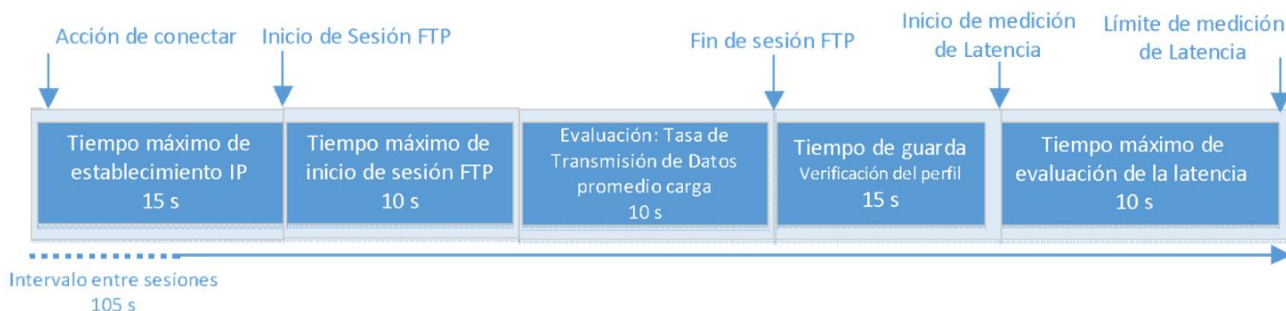 Acción de conectar
Inicio de Sesión FTP
Fin de sesión FTP
Inicio de medición
de Latencia
Límite de medición
de Latencia
Tiempo máximo de
establecimiento IP
15 s
Tiempo máximo de
inicio de sesión FTP
10 s
Evaluación: Tasa de
Transmisión de Datos
promedio carga
10 s
Tiempo de guarda
Verificación del perfil
15 s
Tiempo máximo de
evaluación de la latencia
10 s
Intervalo entre sesiones
105 s